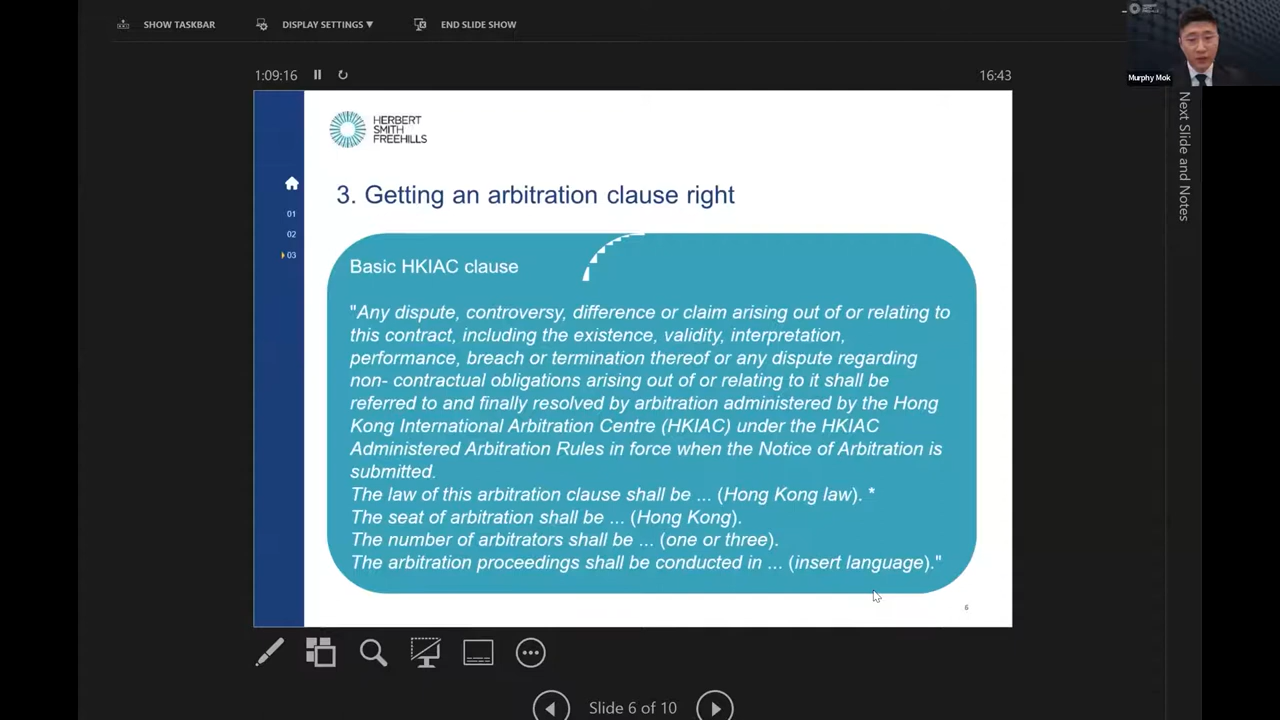 SHOW TASKBAR
DISPLAY SETTINGS
END SLIDE SHOW
HERBERT
SMITH
FREEHILLS
Murphy Mok
1:09:16
16:43
Next Slide and Notes
HERBERT
SMITH
FREEHILLS
3. Getting an arbitration clause right
01
02
03
Basic HKIAC clause
"Any dispute, controversy, difference or claim arising out of or relating to
this contract, including the existence, validity, interpretation,
performance, breach or termination thereof or any dispute regarding
non- contractual obligations arising out of or relating to it shall be
referred to and finally resolved by arbitration administered by the Hong
Kong International Arbitration Centre (HKIAC) under the HKIAC
Administered Arbitration Rules in force when the Notice of Arbitration is
submitted.
The law of this arbitration clause shall be ... (Hong Kong law). *
The seat of arbitration shall be ... (Hong Kong).
The number of arbitrators shall be ... (one or three).
The arbitration proceedings shall be conducted in ... (insert language)."
6
Slide 6 of 10